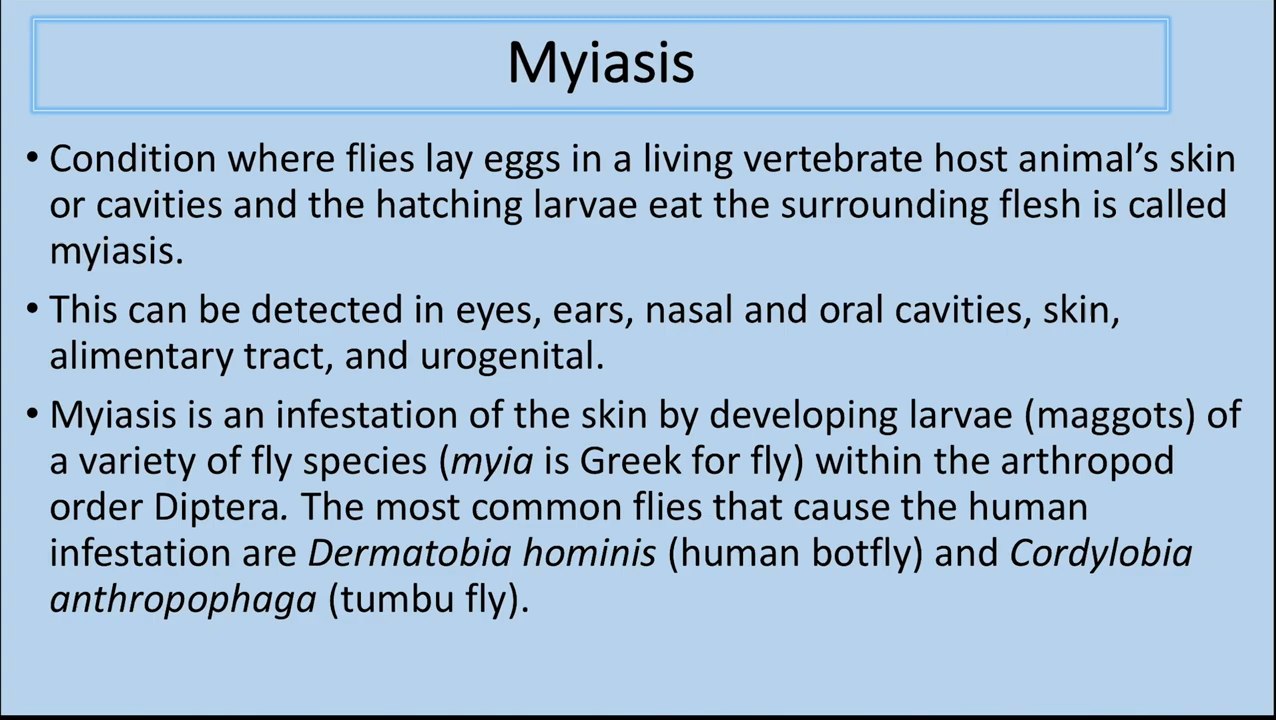 Myiasis
• Condition where flies lay eggs in a living vertebrate host animal’s skin
or cavities and the hatching larvae eat the surrounding flesh is called
myiasis.
• This can be detected in eyes, ears, nasal and oral cavities, skin,
alimentary tract, and urogenital.
• Myiasis is an infestation of the skin by developing larvae (maggots) of
a variety of fly species (myia is Greek for fly) within the arthropod
order Diptera. The most common flies that cause the human
infestation are Dermatobia hominis (human botfly) and Cordylobia
anthropophaga (tumbu fly).